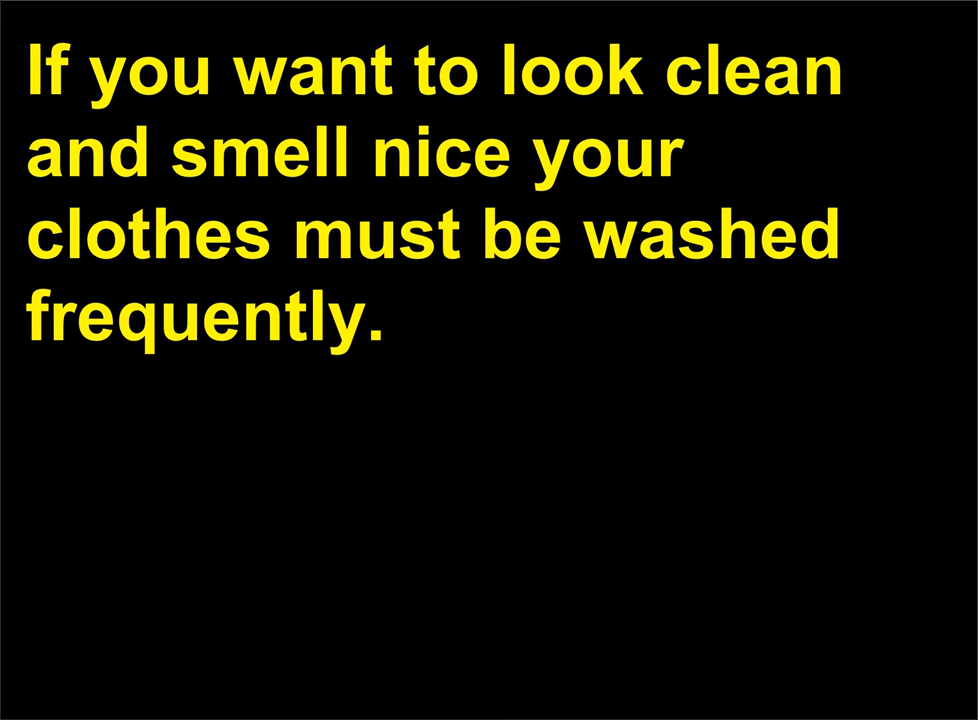 If you want to look clean
and smell nice your
clothes must be washed
frequently.